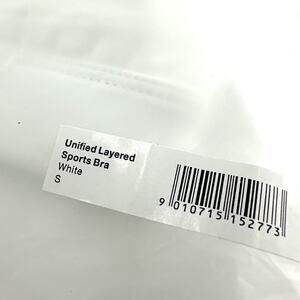 Unified Layered
Sports Bra
White
S
9 010715 152773